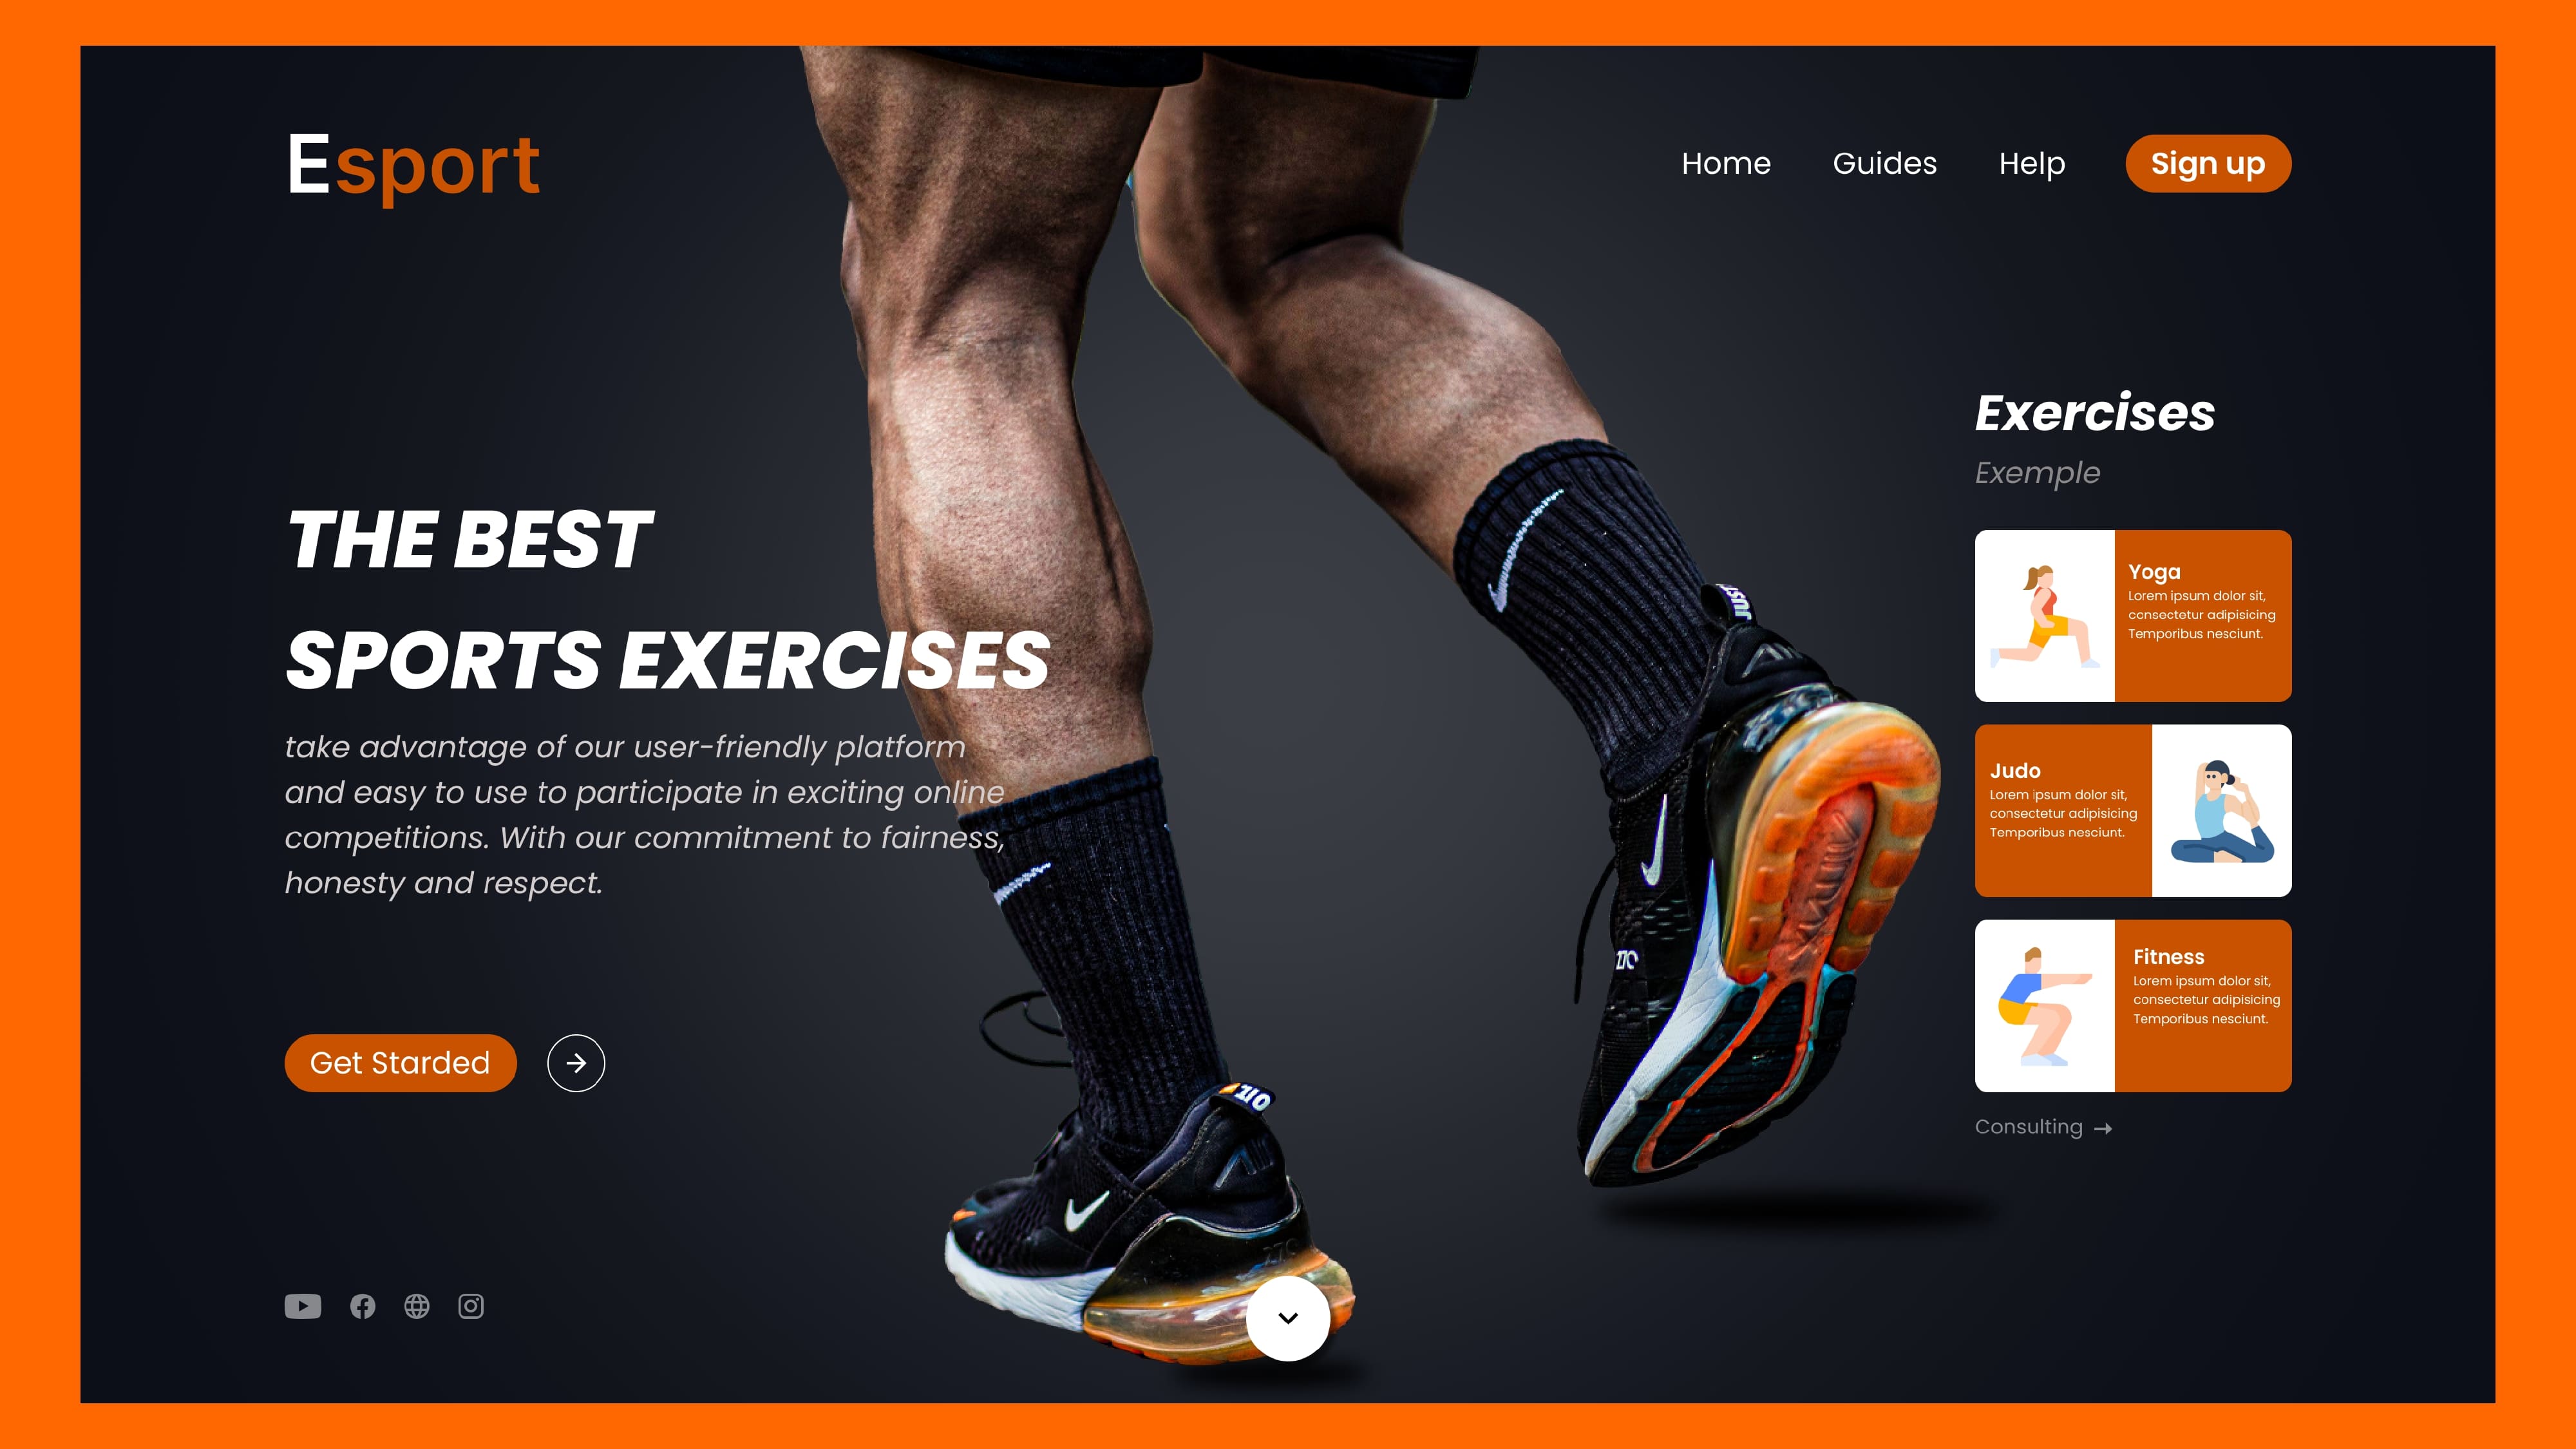 Esport
Home
Guides
Help
Sign up
THE BEST
SPORTS EXERCISES
take advantage of our user-friendly platform
and easy to use to participate in exciting online
competitions. With our commitment to fairness,
honesty and respect.
Get Starded
Exercises
Exemple
Yoga
Lorem ipsum dolor sit,
consectetur adipisicing
Temporibus nesciunt.
Judo
Lorem ipsum dolor sit,
consectetur adipisicing
Temporibus nesciunt.
Fitness
Lorem ipsum dolor sit,
consectetur adipisicing
Temporibus nesciunt.
Consulting
JUST
270
270